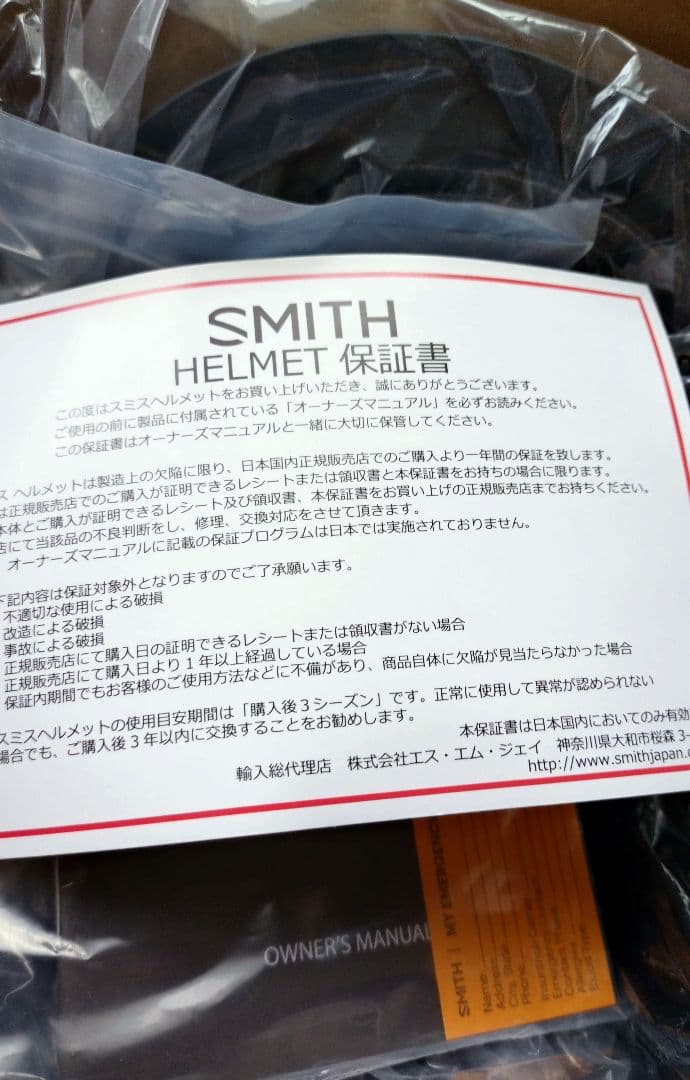 SMITH
HELMET 保証書
この度はスミスヘルメットをお買い上げいただき、誠にありがとうございます。
ご使用の前に製品に付属されている「オーナーズマニュアル」を必ずお読みください。
この保証書はオーナーズマニュアルと一緒に大切に保管してください。
ス ヘルメットは製造上の欠陥に限り、日本国内正規販売店でのご購入より一年間の保証を致します。
は正規販売店でのご購入が証明できるレシートまたは領収書と本保証書をお持ちの場合に限ります。
本体とご購入が証明できるレシート及び領収書、本保証書をお買い上げの正規販売店までお持ちください。
店にて当該品の不良判断をし、修理、交換対応をさせて頂きます。
オーナーズマニュアルに記載の保証プログラムは日本では実施されておりません。
下記内容は保証対象外となりますのでご了承願います。
不適切な使用による破損
改造による破損
事故による破損
正規販売店にて購入日の証明できるレシートまたは領収書がない場合
正規販売店にて購入日より1年以上経過している場合
保証内期間でもお客様のご使用方法などに不備があり、商品自体に欠陥が見当たらなかった場合
スミスヘルメットの使用目安期間は「購入後3シーズン」です。正常に使用して異常が認められない
場合でも、ご購入後3年以内に交換することをお勧めします。
本保証書は日本国内においてのみ有効
輸入総代理店 株式会社エス・エム・ジェイ 神奈川県大和市桜森3-
http://www.smithjapan.c
OWNER'S MANUAL
SMITH | MY EMERGENCY
Name
Address
City, State
Phone